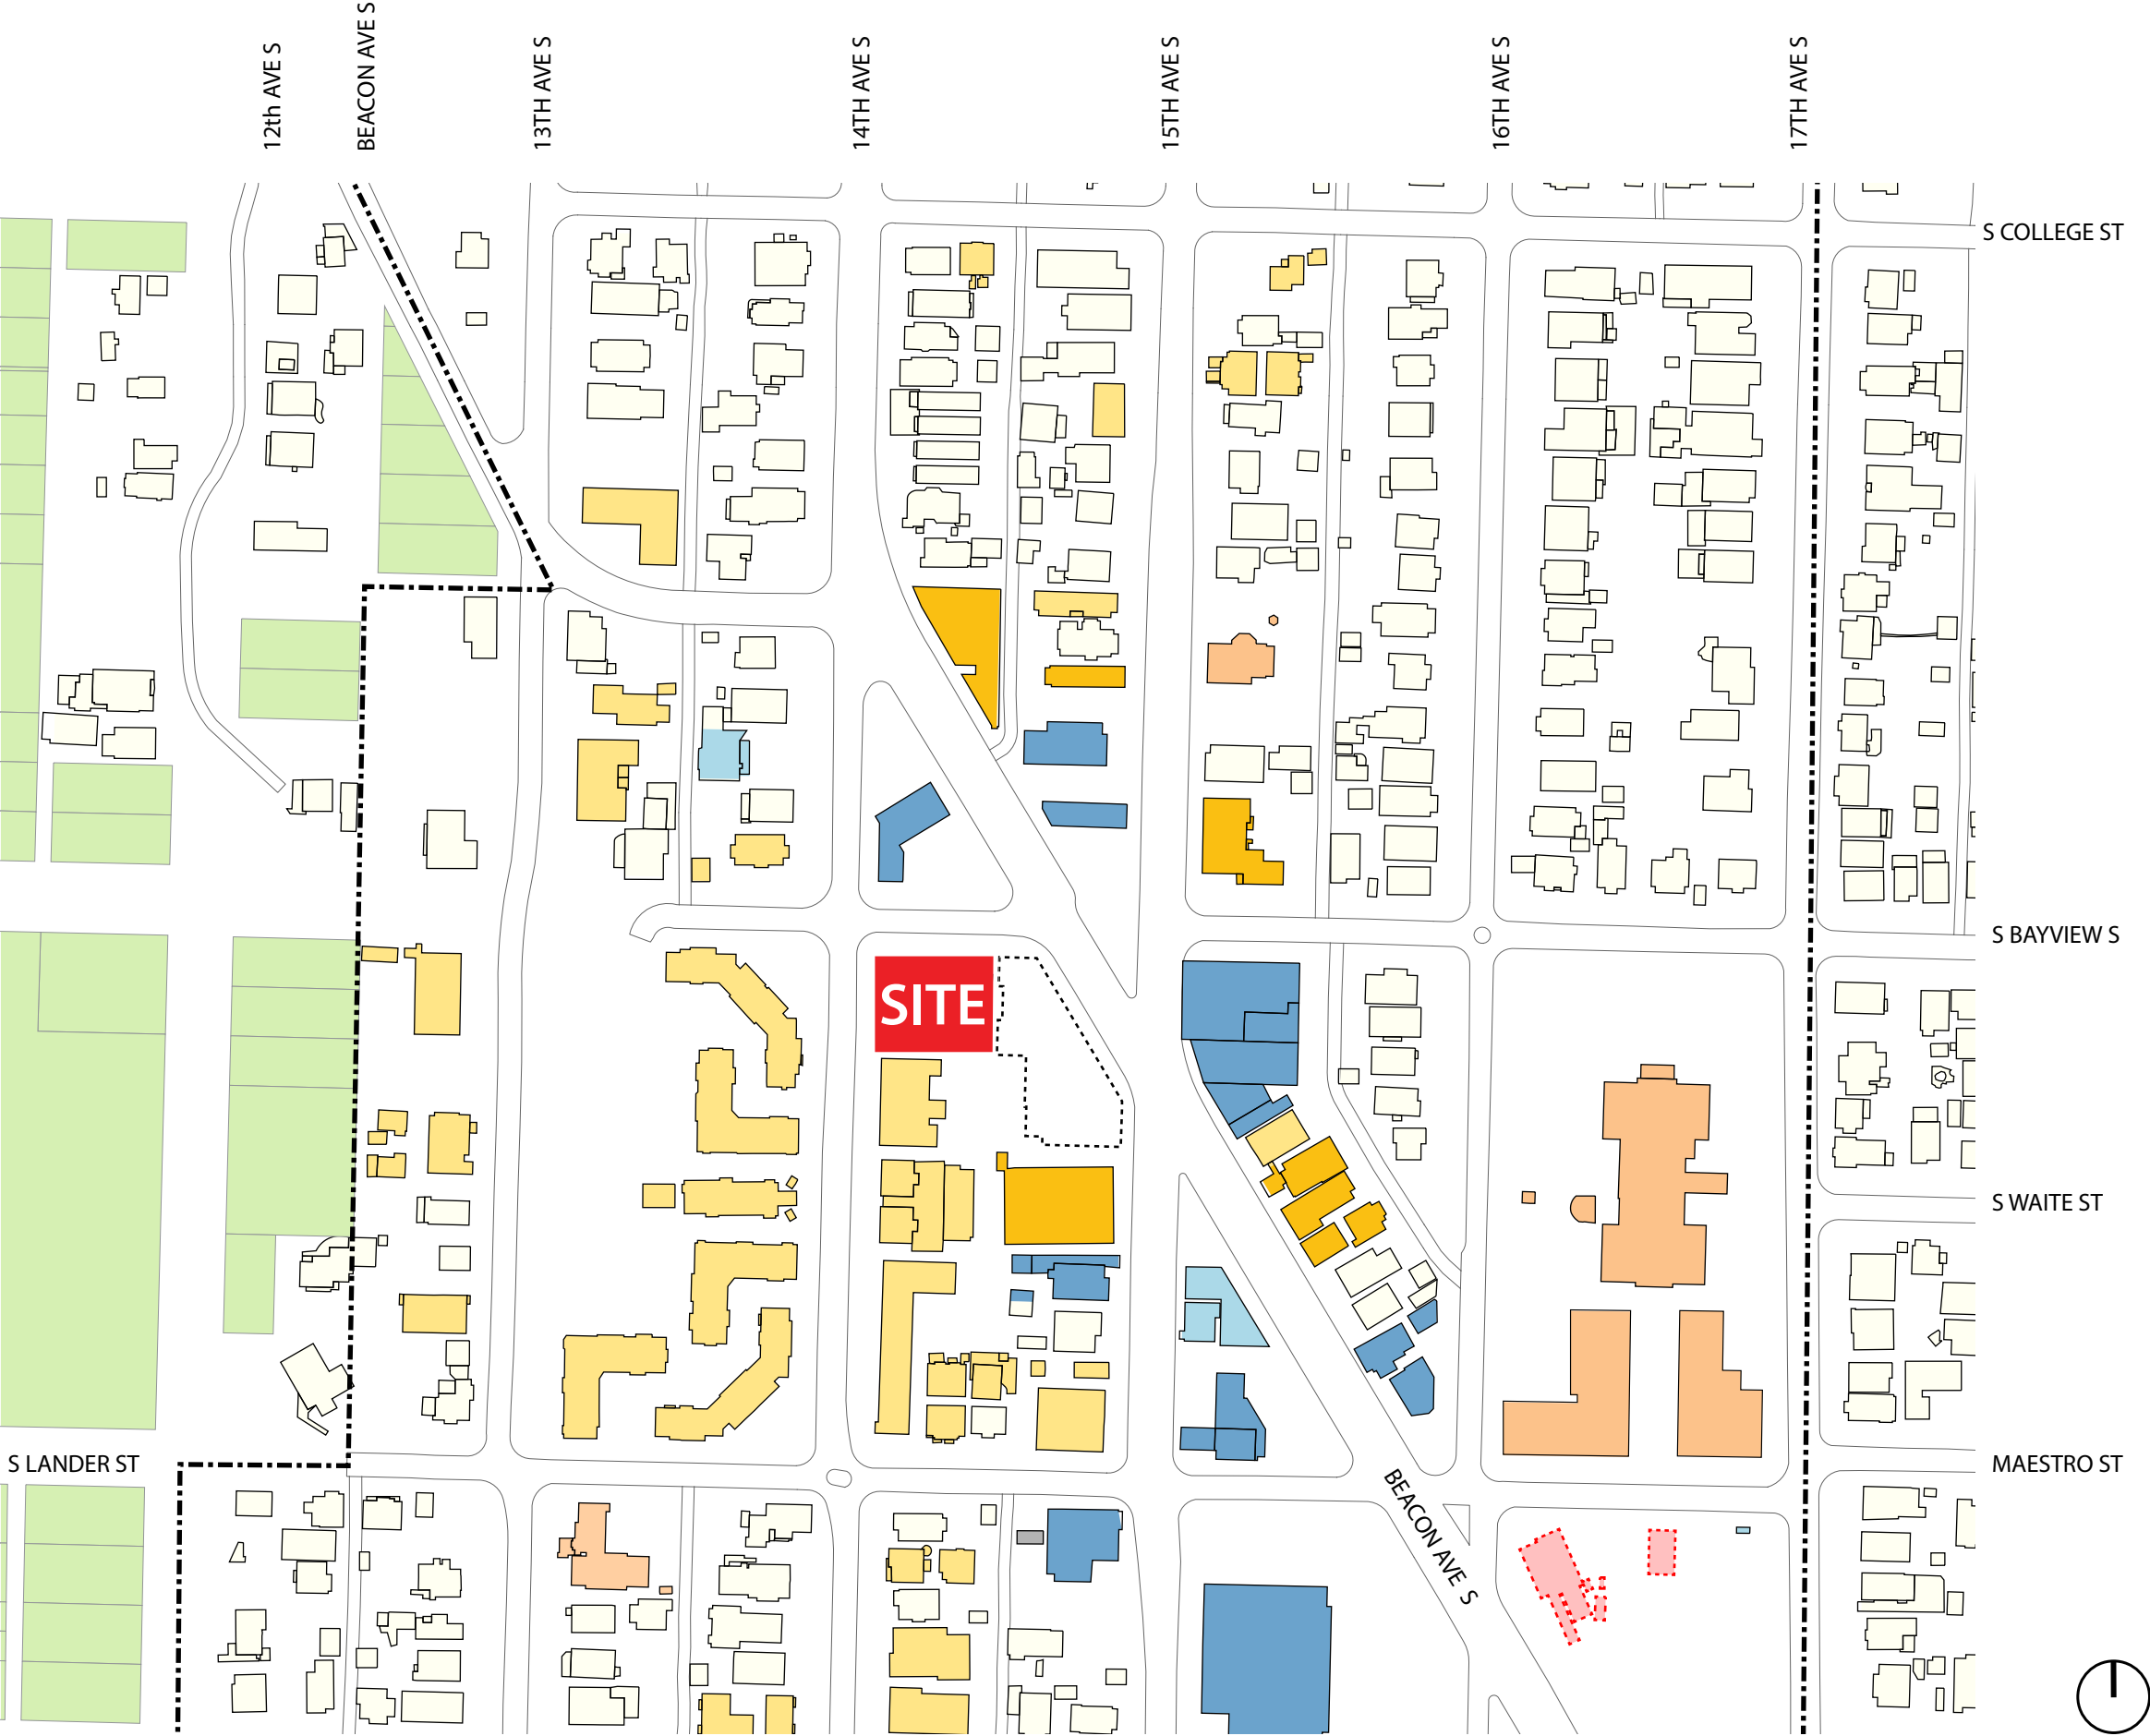 12th AVE S
BEACON AVE S
13TH AVE S
14TH AVE S
15TH AVE S
16TH AVE S
17TH AVE S
S COLLEGE ST
S BAYVIEW S
SITE
S WAITE ST
S LANDER ST
MAESTRO ST
BEACON AVE S